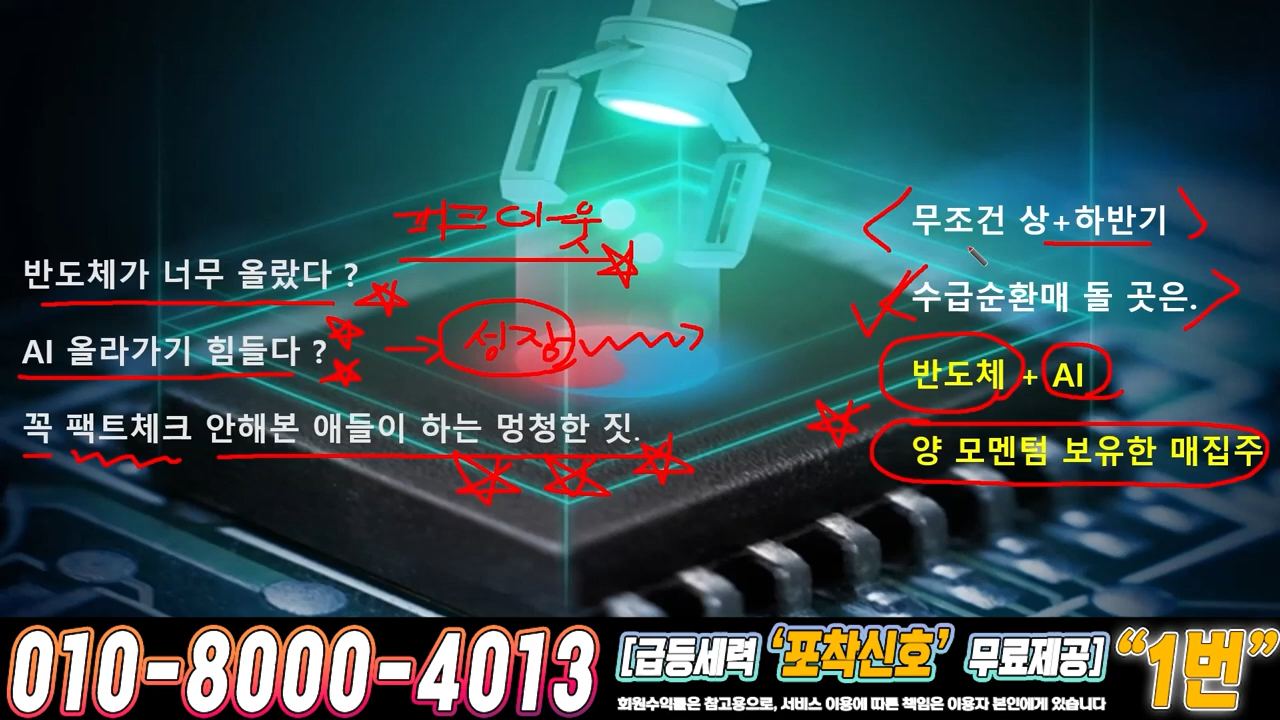 피크아웃
반도체가 너무 올랐다 ?
AI 올라가기 힘들다 ?
성장
꼭 팩트체크 안해본 애들이 하는 멍청한 짓.
무조건 상+하반기
수급순환매 돌 곳은.
반도체 + AI
양 모멘텀 보유한 매집주
010-8000-4013
[급등세력 '포착신호' 무료제공] "1번"
회원수익률은 참고용으로, 서비스 이용에 따른 책임은 이용자 본인에게 있습니다